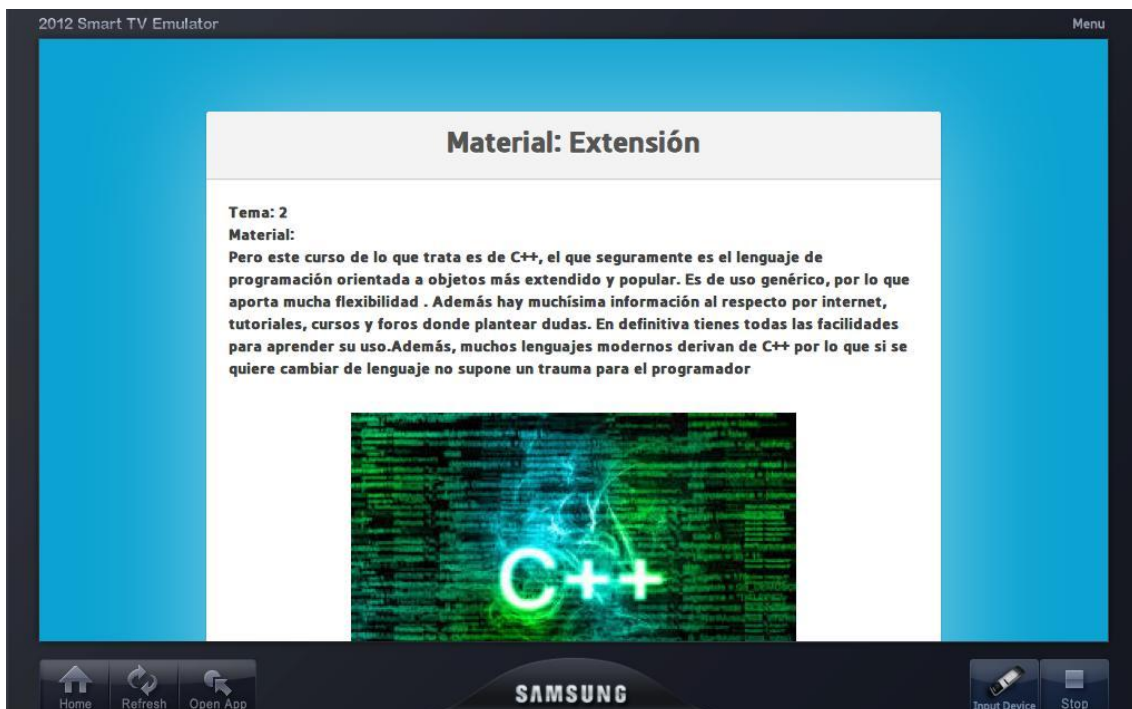 2012 Smart TV Emulator
Menu
Material: Extensión
Tema: 2
Material:
Pero este curso de lo que trata es de C++, el que seguramente es el lenguaje de
programación orientada a objetos más extendido y popular. Es de uso genérico, por lo que
aporta mucha flexibilidad . Además hay muchísima información al respecto por internet,
tutoriales, cursos y foros donde plantear dudas. En definitiva tienes todas las facilidades
para aprender su uso.Además, muchos lenguajes modernos derivan de C++ por lo que si se
quiere cambiar de lenguaje no supone un trauma para el programador
C++
Home
Refresh
Open App
SAMSUNG
Input Device
Stop